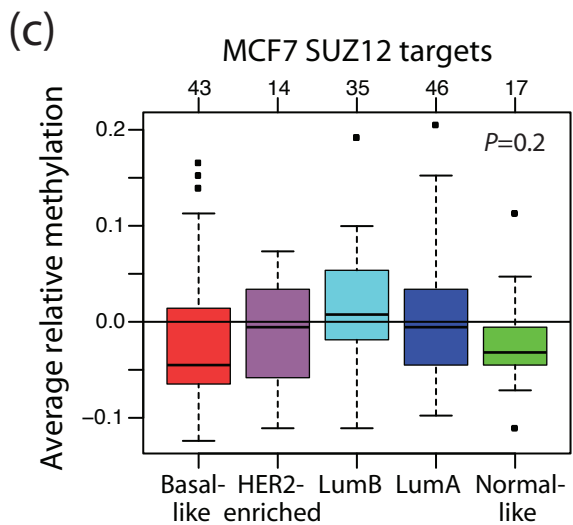 (c)
MCF7 SUZ12 targets
43 14 35 46 17
Average relative methylation
0.2
0.1
0.0
−0.1
P=0.2
Basal- HER2- LumB LumA Normal-
like enriched like